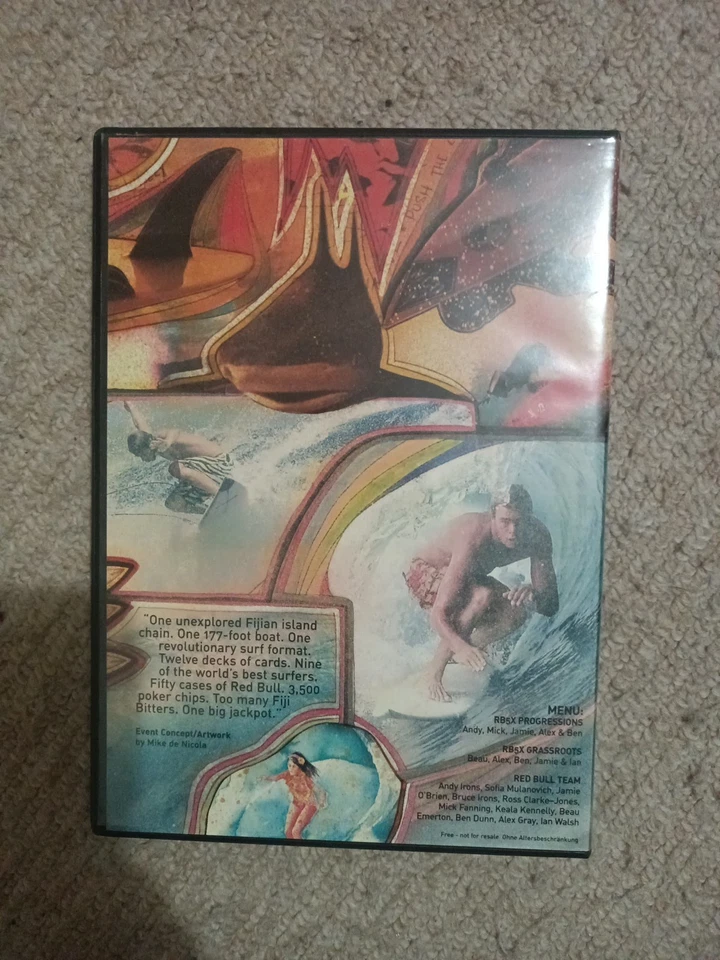 PUSH THE
"One unexplored Fijian island
chain. One 177-foot boat. One
revolutionary surf format.
Twelve decks of cards. Nine
of the world's best surfers.
Fifty cases of Red Bull. 3,500
poker chips. Too many Fiji
Bitters. One big jackpot."
Event Concept/Artwork
by Mike de Nicola
MENU:
RB5X PROGRESSIONS
Andy, Mick, Jamie, Alex & Ben
RB5X GRASSROOTS
Beau, Alex, Ben, Jamie & Ian
RED BULL TEAM
Andy Irons, Sofia Mulanovich, Jamie
O'Brien, Bruce Irons, Ross Clarke-Jones,
Mick Fanning, Keala Kennelly, Beau
Emerton, Ben Dunn, Alex Gray, Ian Walsh
Free - not for resale Ohne Altersbeschränkung